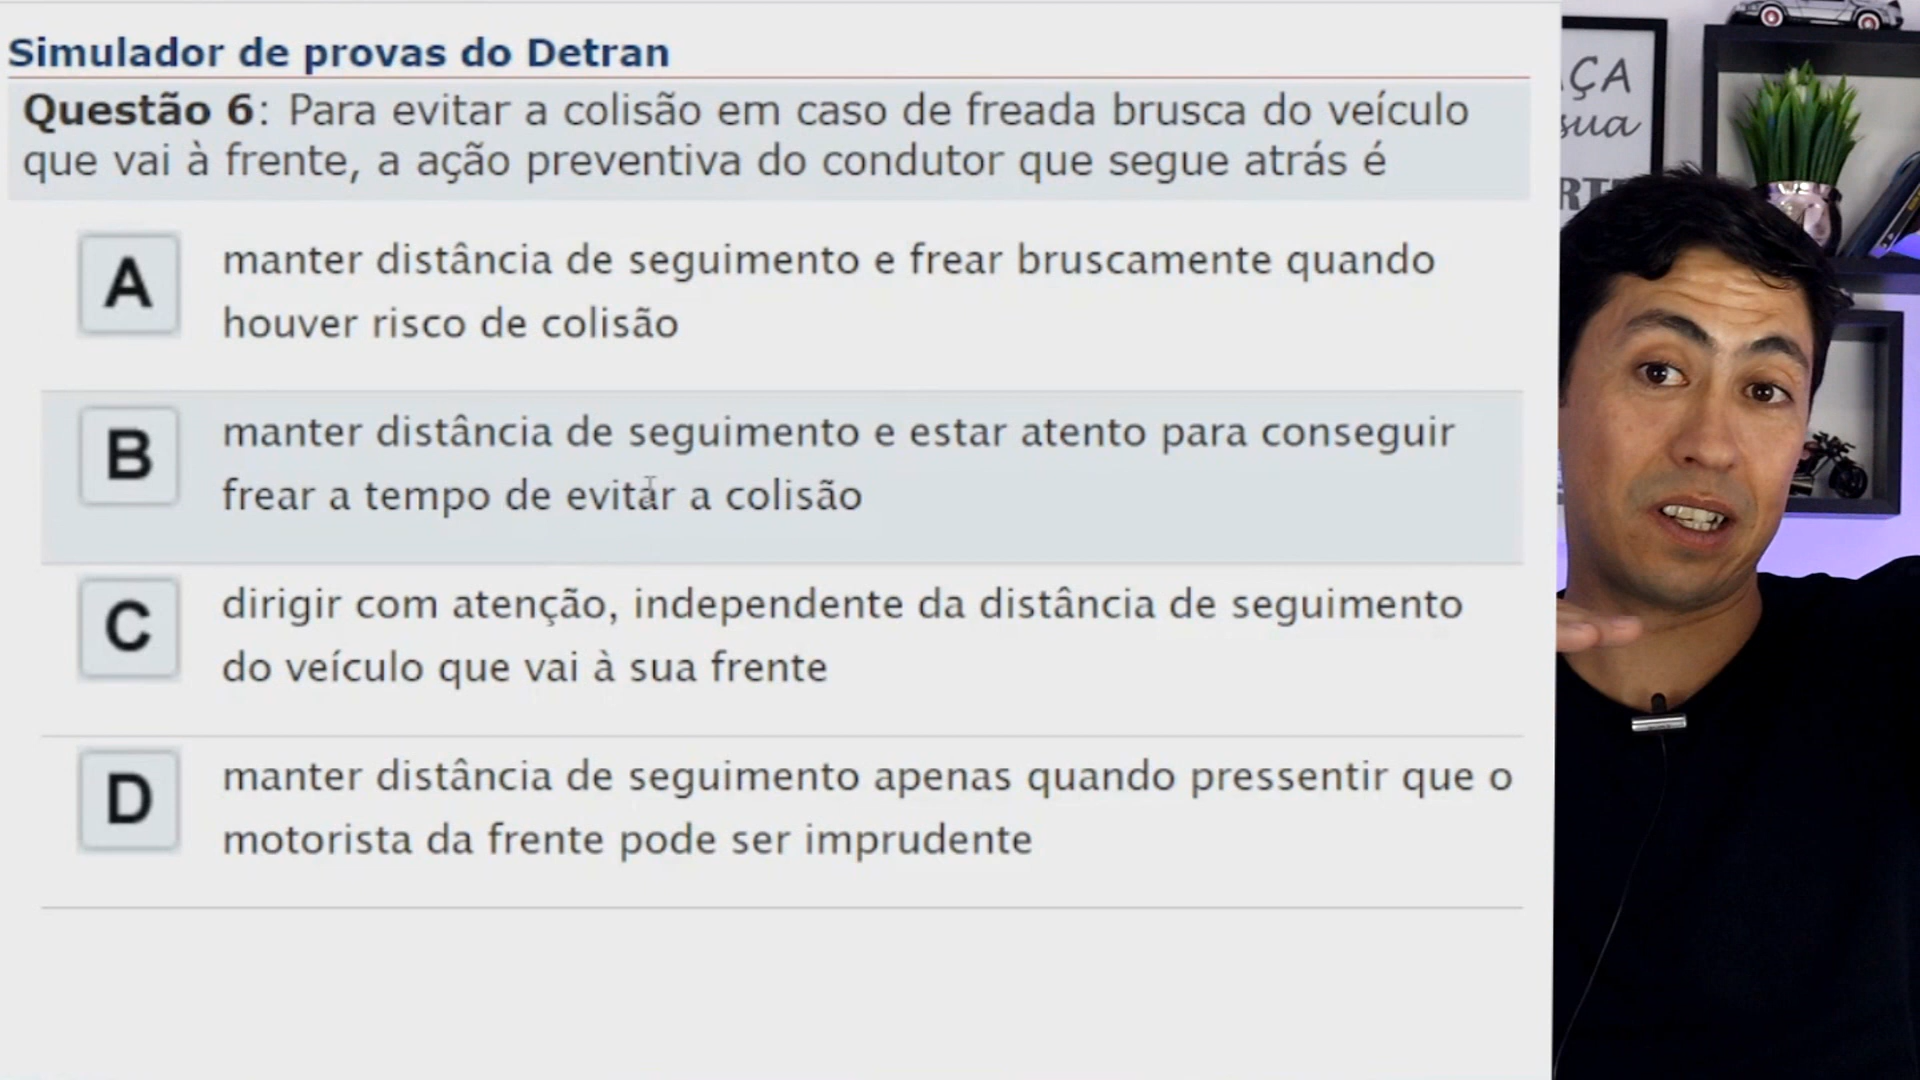 Simulador de provas do Detran
Questão 6: Para evitar a colisão em caso de freada brusca do veículo
que vai à frente, a ação preventiva do condutor que segue atrás é
A
manter distância de seguimento e frear bruscamente quando
houver risco de colisão
B
manter distância de seguimento e estar atento para conseguir
frear a tempo de evitar a colisão
C
dirigir com atenção, independente da distância de seguimento
do veículo que vai à sua frente
D
manter distância de seguimento apenas quando pressentir que o
motorista da frente pode ser imprudente
sua